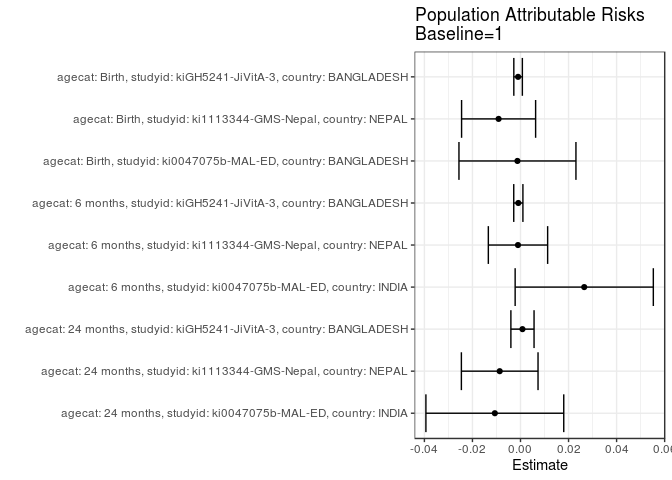 Population Attributable Risks
Baseline=1
agecat: Birth, studyid: kiGH5241-JiVitA-3, country: BANGLADESH
agecat: Birth, studyid: ki1113344-GMS-Nepal, country: NEPAL
agecat: Birth, studyid: ki0047075b-MAL-ED, country: BANGLADESH
agecat: 6 months, studyid: kiGH5241-JiVitA-3, country: BANGLADESH
agecat: 6 months, studyid: ki1113344-GMS-Nepal, country: NEPAL
agecat: 6 months, studyid: ki0047075b-MAL-ED, country: INDIA
agecat: 24 months, studyid: kiGH5241-JiVitA-3, country: BANGLADESH
agecat: 24 months, studyid: ki1113344-GMS-Nepal, country: NEPAL
agecat: 24 months, studyid: ki0047075b-MAL-ED, country: INDIA
-0.04 -0.02 0.00 0.02 0.04
Estimate